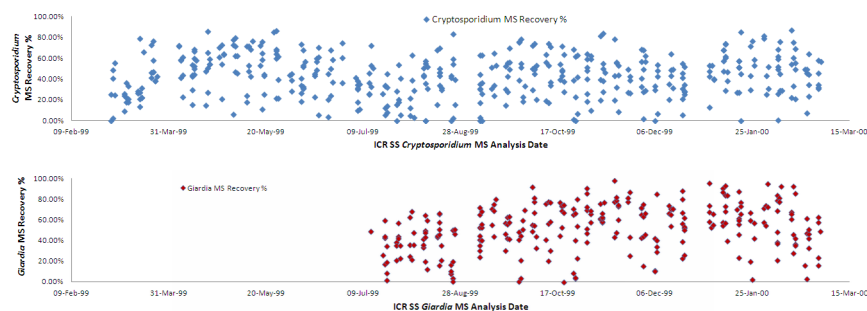 100.00%
Cryptosporidium MS Recovery %
80.00%
60.00%
40.00%
20.00%
0.00%
Cryptosporidium
MS Recovery %
09-Feb-99 31-Mar-99 20-May-99 09-Jul-99 28-Aug-99 17-Oct-99 06-Dec-99 25-Jan-00 15-Mar-00
ICR SS Cryptosporidium MS Analysis Date
100.00%
Giardia MS Recovery %
80.00%
60.00%
40.00%
20.00%
0.00%
Giardia MS Recovery %
09-Feb-99 31-Mar-99 20-May-99 09-Jul-99 28-Aug-99 17-Oct-99 06-Dec-99 25-Jan-00 15-Mar-00
ICR SS Giardia MS Analysis Date